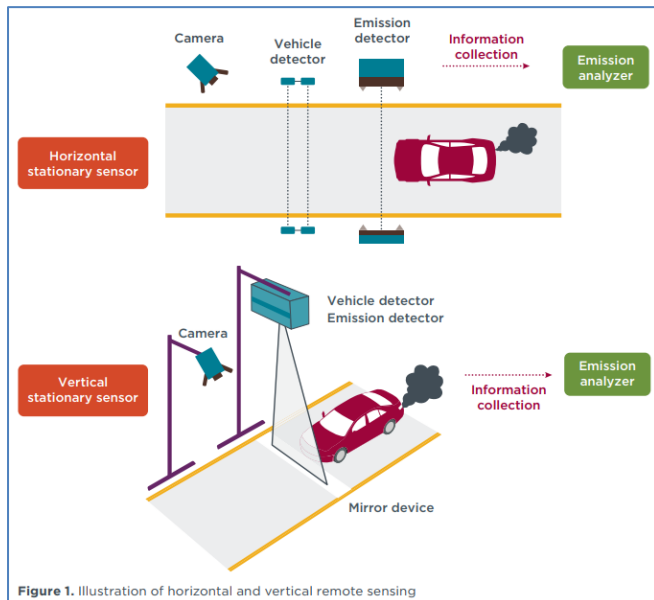 Camera
Vehicle
detector
Emission
detector
Information
collection
Emission
analyzer
Horizontal
stationary sensor
Vehicle detector
Emission detector
Camera
Vertical
stationary sensor
Emission
analyzer
Information
collection
Mirror device
Figure 1. Illustration of horizontal and vertical remote sensing